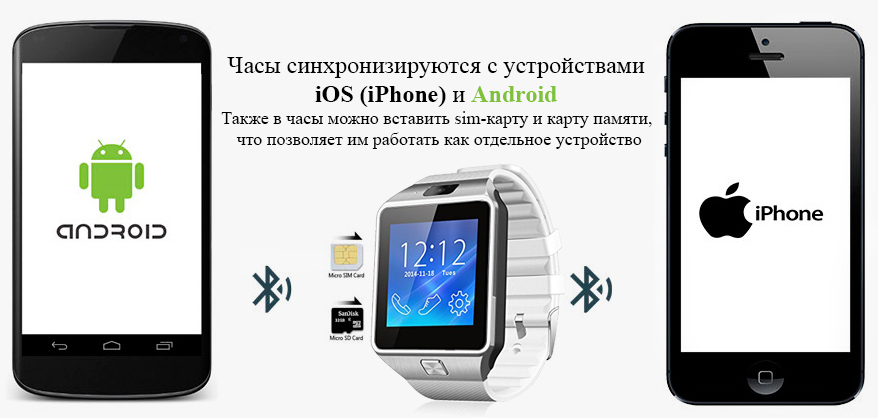 Часы синхронизируются с устройствами
iOS (iPhone) и Android
Также в часы можно вставить sim-карту и карту памяти,
что позволяет им работать как отдельное устройство
ANDROID
iPhone
12:12
2014-11-18 Tues
Micro SIM Card
SanDisk
Micro SD Card